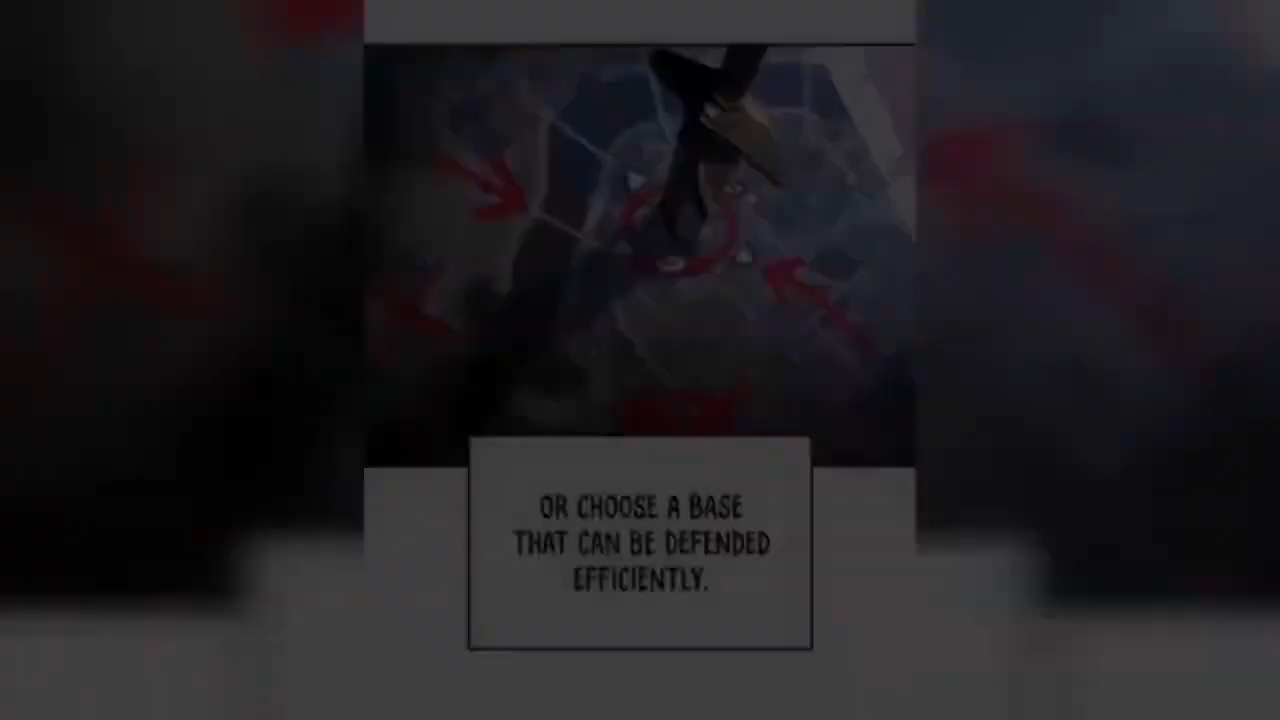 OR CHOOSE A BASE
THAT CAN BE DEFENDED
EFFICIENTLY.